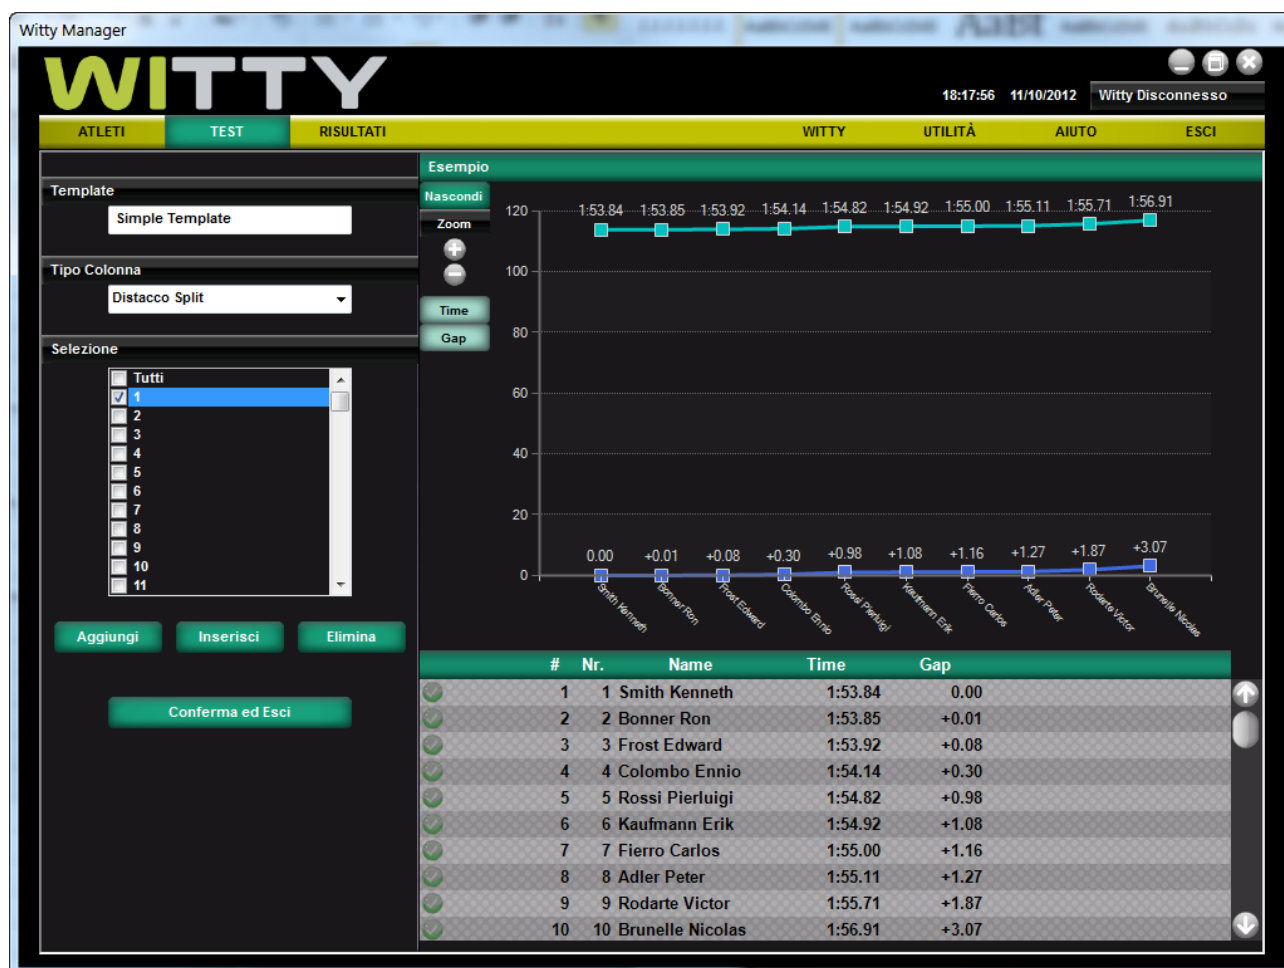 Witty Manager
WITTY
18:17:56 11/10/2012 Witty Disconnesso
ATLETI TEST RISULTATI WITTY UTILITÀ AIUTO ESCI
Template
Simple Template
Tipo Colonna
Distacco Split
Selezione
Tutti
1
2
3
4
5
6
7
8
9
10
11
Aggiungi Inserisci Elimina
Conferma ed Esci
Esempio
Nascondi
Zoom
Time
Gap
1:53.84 1:53.85 1:53.92 1:54.14 1:54.82 1:54.92 1:55.00 1:55.11 1:55.71 1:56.91
120
100
80
60
40
20
0
0.00 +0.01 +0.08 +0.30 +0.98 +1.08 +1.16 +1.27 +1.87 +3.07
Smith Kenneth Bonner Ron Frost Edward Colombo Ennio Rossi Pierluigi Kaufmann Erik Fierro Carlos Adler Peter Rodarte Victor Brunelle Nicolas
# Nr. Name Time Gap
1 1 Smith Kenneth 1:53.84 0.00
2 2 Bonner Ron 1:53.85 +0.01
3 3 Frost Edward 1:53.92 +0.08
4 4 Colombo Ennio 1:54.14 +0.30
5 5 Rossi Pierluigi 1:54.82 +0.98
6 6 Kaufmann Erik 1:54.92 +1.08
7 7 Fierro Carlos 1:55.00 +1.16
8 8 Adler Peter 1:55.11 +1.27
9 9 Rodarte Victor 1:55.71 +1.87
10 10 Brunelle Nicolas 1:56.91 +3.07